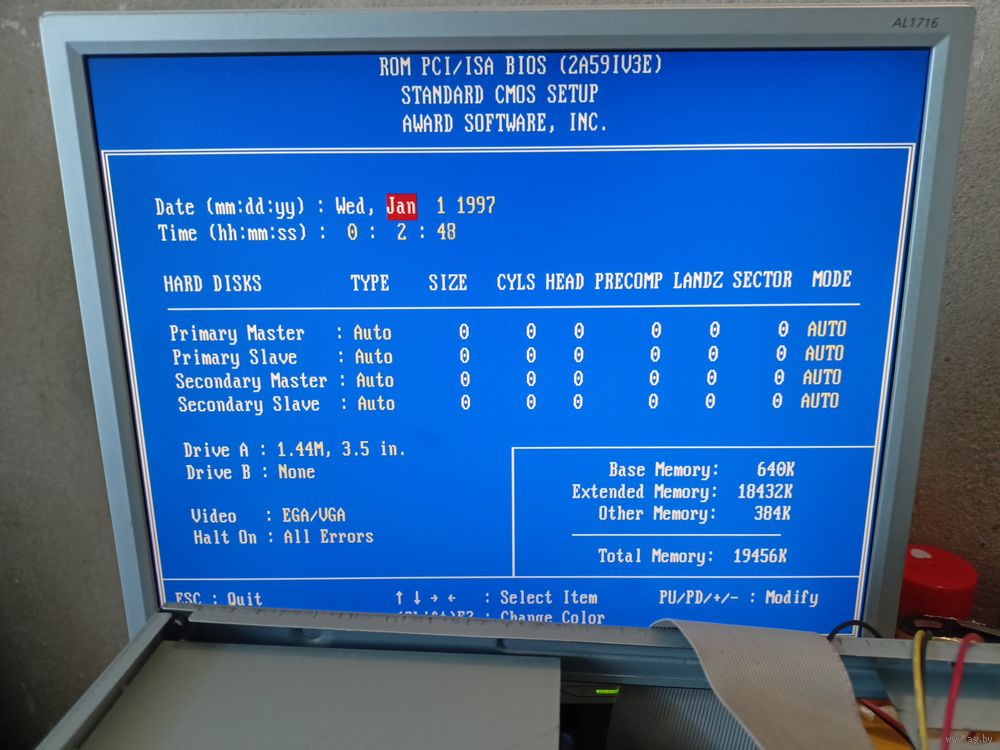 AL1716
ROM PCI/ISA BIOS (2A59IV3E)
STANDARD CMOS SETUP
AWARD SOFTWARE, INC.
Date (mm:dd:yy) : Wed, Jan 1 1997
Time (hh:mm:ss) : 0 : 2 : 48
HARD DISKS TYPE SIZE CYLS HEAD PRECOMP LANDZ SECTOR MODE
Primary Master : Auto 0 0 0 0 0 0 AUTO
Primary Slave : Auto 0 0 0 0 0 0 AUTO
Secondary Master : Auto 0 0 0 0 0 0 AUTO
Secondary Slave : Auto 0 0 0 0 0 0 AUTO
Drive A : 1.44M, 3.5 in.
Drive B : None
Video : EGA/VGA
Halt On : All Errors
Base Memory: 640K
Extended Memory: 18432K
Other Memory: 384K
Total Memory: 19456K
ESC : Quit ↑ ↓ → ← : Select Item PU/PD/+/- : Modify
(Shift)F2 : Change Color
www.ay.by